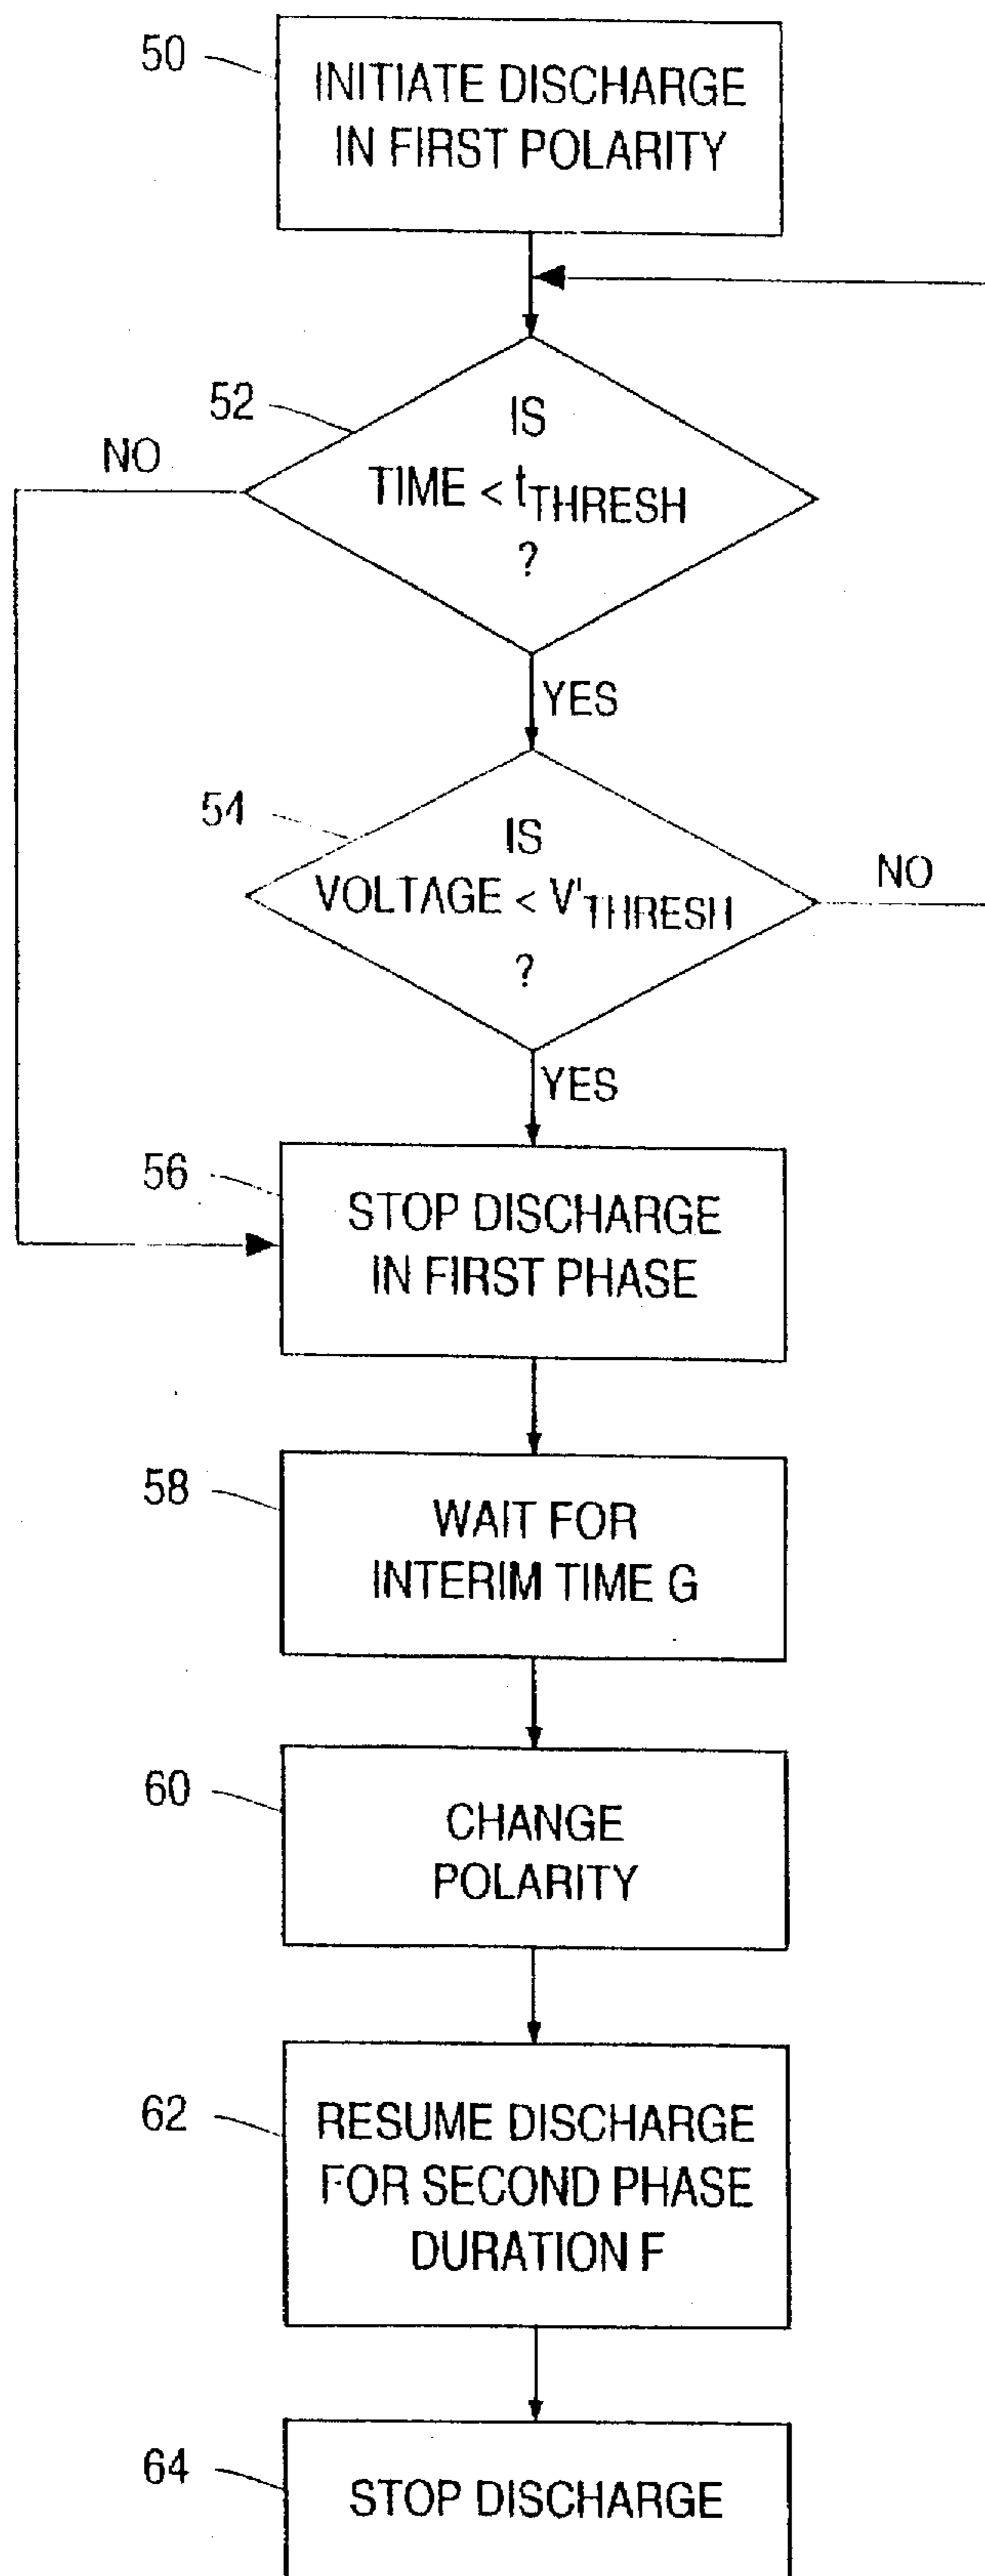 50
INITIATE DISCHARGE
IN FIRST POLARITY
52
IS
NO
TIME < tTHRESH
?
YES
54
IS
VOLTAGE < V'THRESH
NO
?
YES
56
STOP DISCHARGE
IN FIRST PHASE
58
WAIT FOR
INTERIM TIME G
60
CHANGE
POLARITY
62
RESUME DISCHARGE
FOR SECOND PHASE
DURATION F
64
STOP DISCHARGE